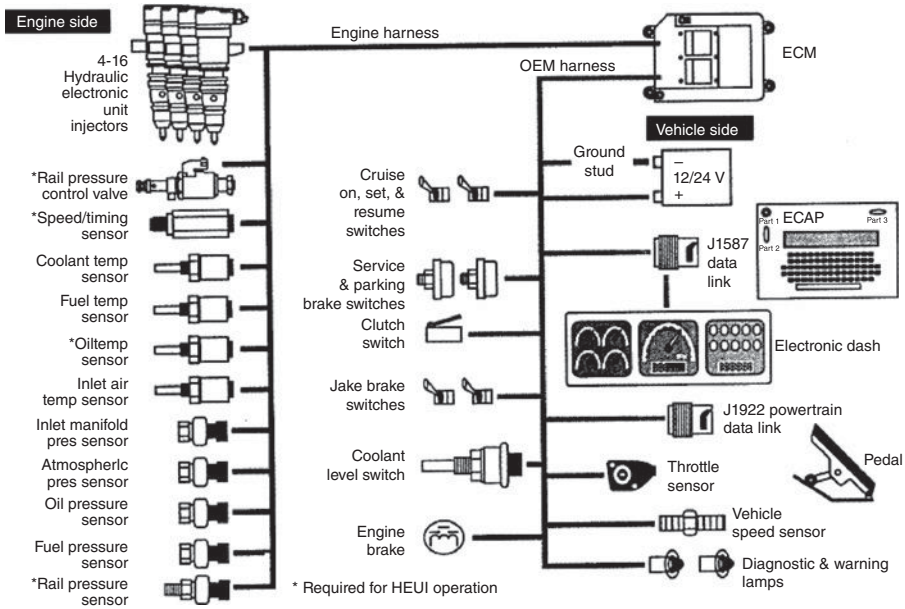 Engine side
4-16
Hydraulic
electronic
unit
injectors
*Rail pressure
control valve
*Speed/timing
sensor
Coolant temp
sensor
Fuel temp
sensor
*Oiltemp
sensor
Inlet air
temp sensor
Inlet manifold
pres sensor
Atmospheric
pres sensor
Oil pressure
sensor
Fuel pressure
sensor
*Rail pressure
sensor
Engine harness
OEM harness
ECM
Vehicle side
Ground
stud
–
12/24 V
+
Cruise
on, set, &
resume
switches
Service
& parking
brake switches
Clutch
switch
Jake brake
switches
Coolant
level switch
Engine
brake
* Required for HEUI operation
J1587
data
link
ECAP
Part 1
Part 2
Part 3
Electronic dash
J1922 powertrain
data link
Pedal
Throttle
sensor
Vehicle
speed sensor
Diagnostic & warning
lamps